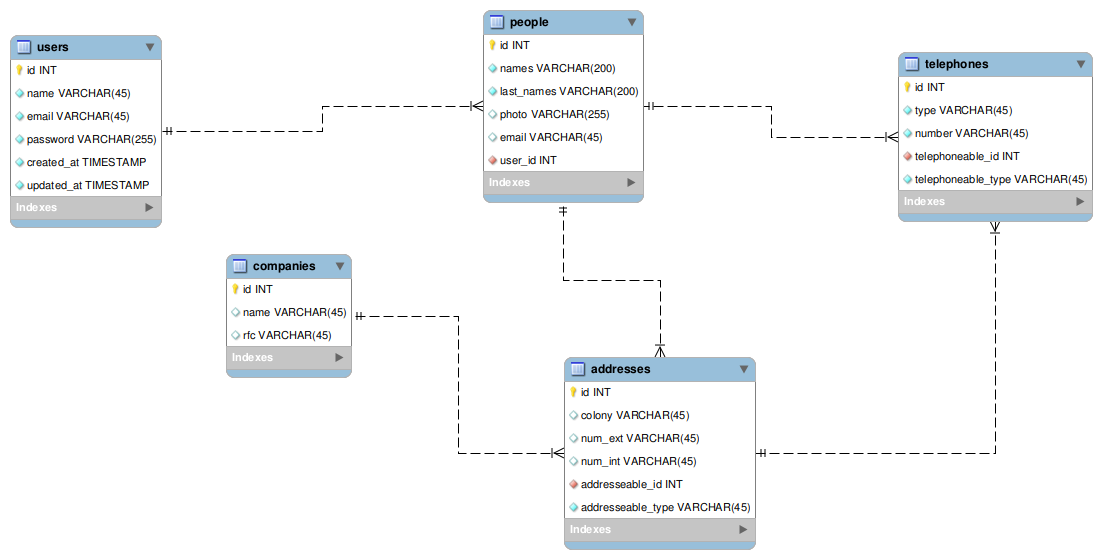 users
id INT
name VARCHAR(45)
email VARCHAR(45)
password VARCHAR(255)
created_at TIMESTAMP
updated_at TIMESTAMP
Indexes
people
id INT
names VARCHAR(200)
last_names VARCHAR(200)
photo VARCHAR(255)
email VARCHAR(45)
user_id INT
Indexes
telephones
id INT
type VARCHAR(45)
number VARCHAR(45)
telephoneable_id INT
telephoneable_type VARCHAR(45)
Indexes
companies
id INT
name VARCHAR(45)
rfc VARCHAR(45)
Indexes
addresses
id INT
colony VARCHAR(45)
num_ext VARCHAR(45)
num_int VARCHAR(45)
addresseable_id INT
addresseable_type VARCHAR(45)
Indexes